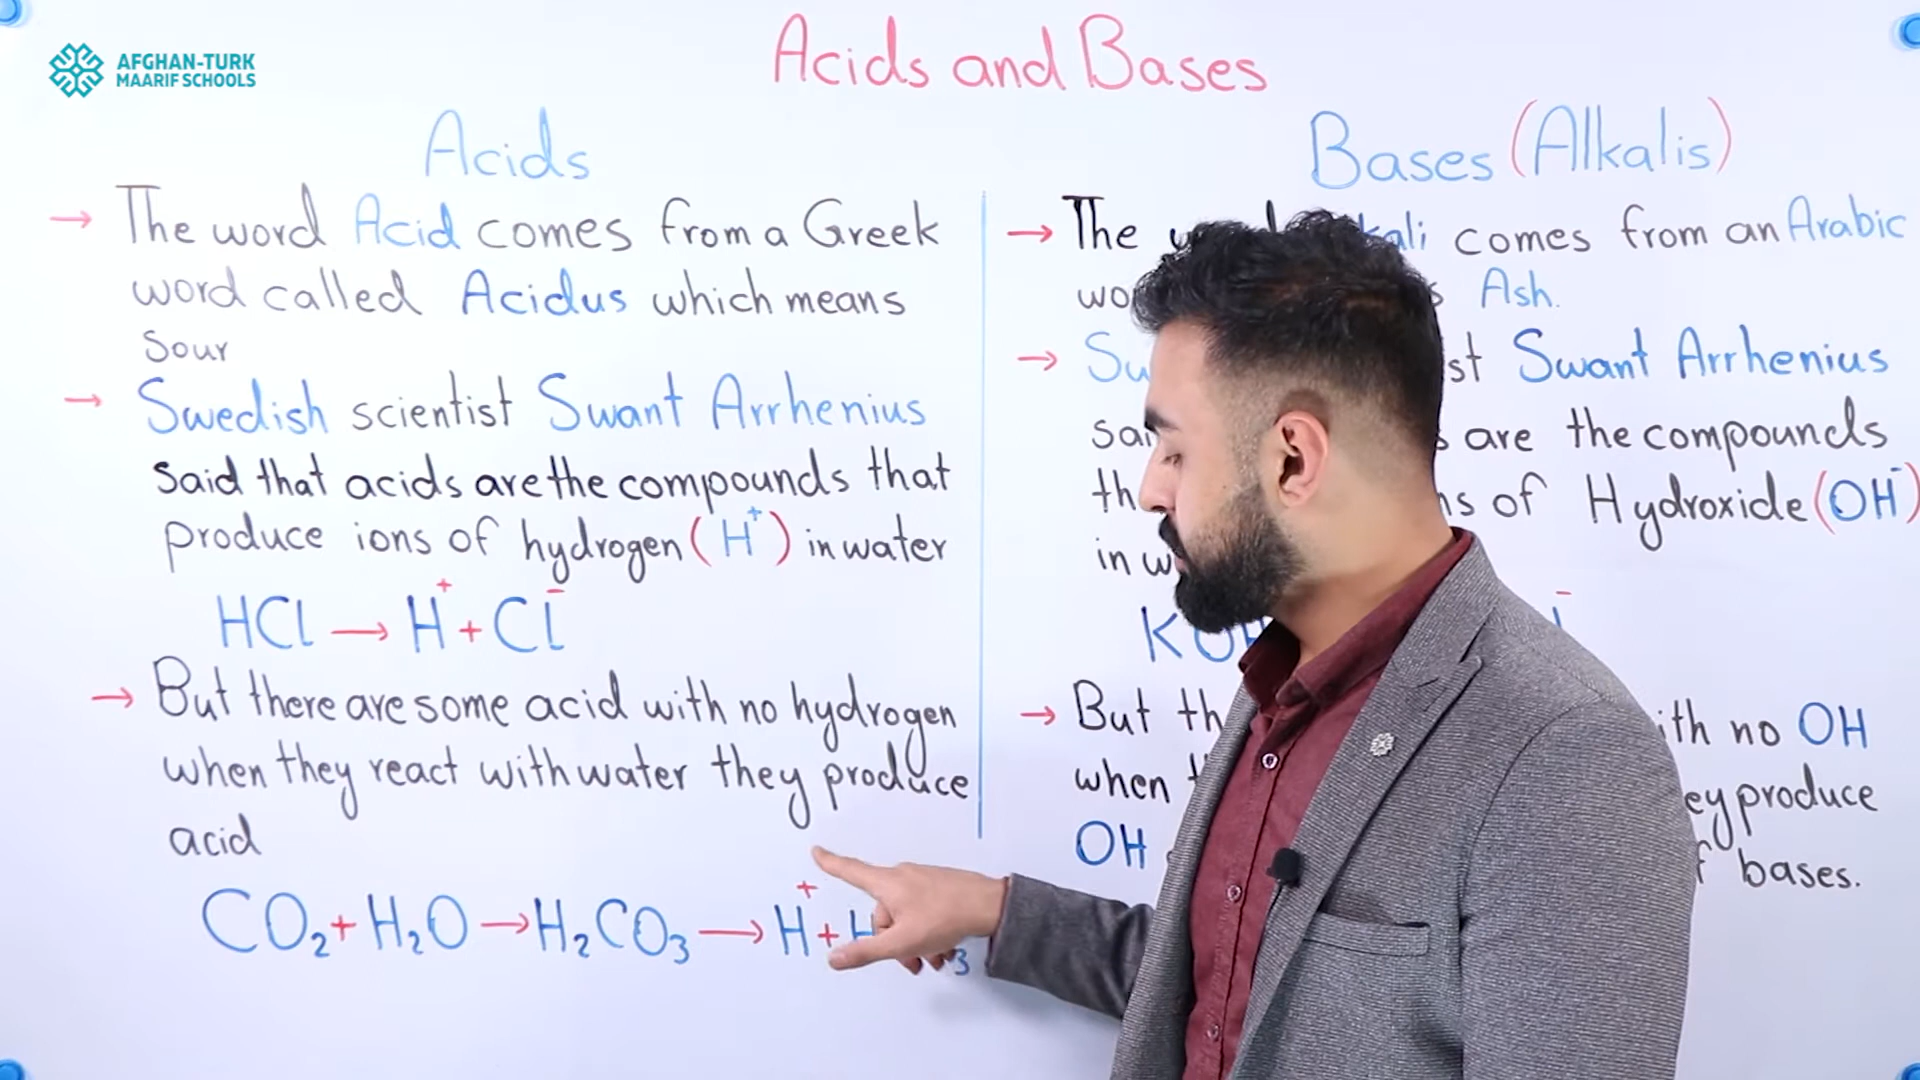 AFGHAN-TURK
MAARIF SCHOOLS
Acids and Bases
Acids
→ The word Acid comes from a Greek
word called Acidus which means
Sour
→ Swedish scientist Swant Arrhenius
Said that acids are the compounds that
produce ions of hydrogen (H⁺) in water
HCl → H⁺ + Cl⁻
→ But there are some acid with no hydrogen
when they react with water they produce
acid
CO₂ + H₂O → H₂CO₃ → H⁺ +
Bases (Alkalis)
→ The comes from an Arabic
Ash.
→ Swant Arrhenius
are the compounds
of Hydroxide (OH⁻)
in
→ But no OH
when produce
OH bases.